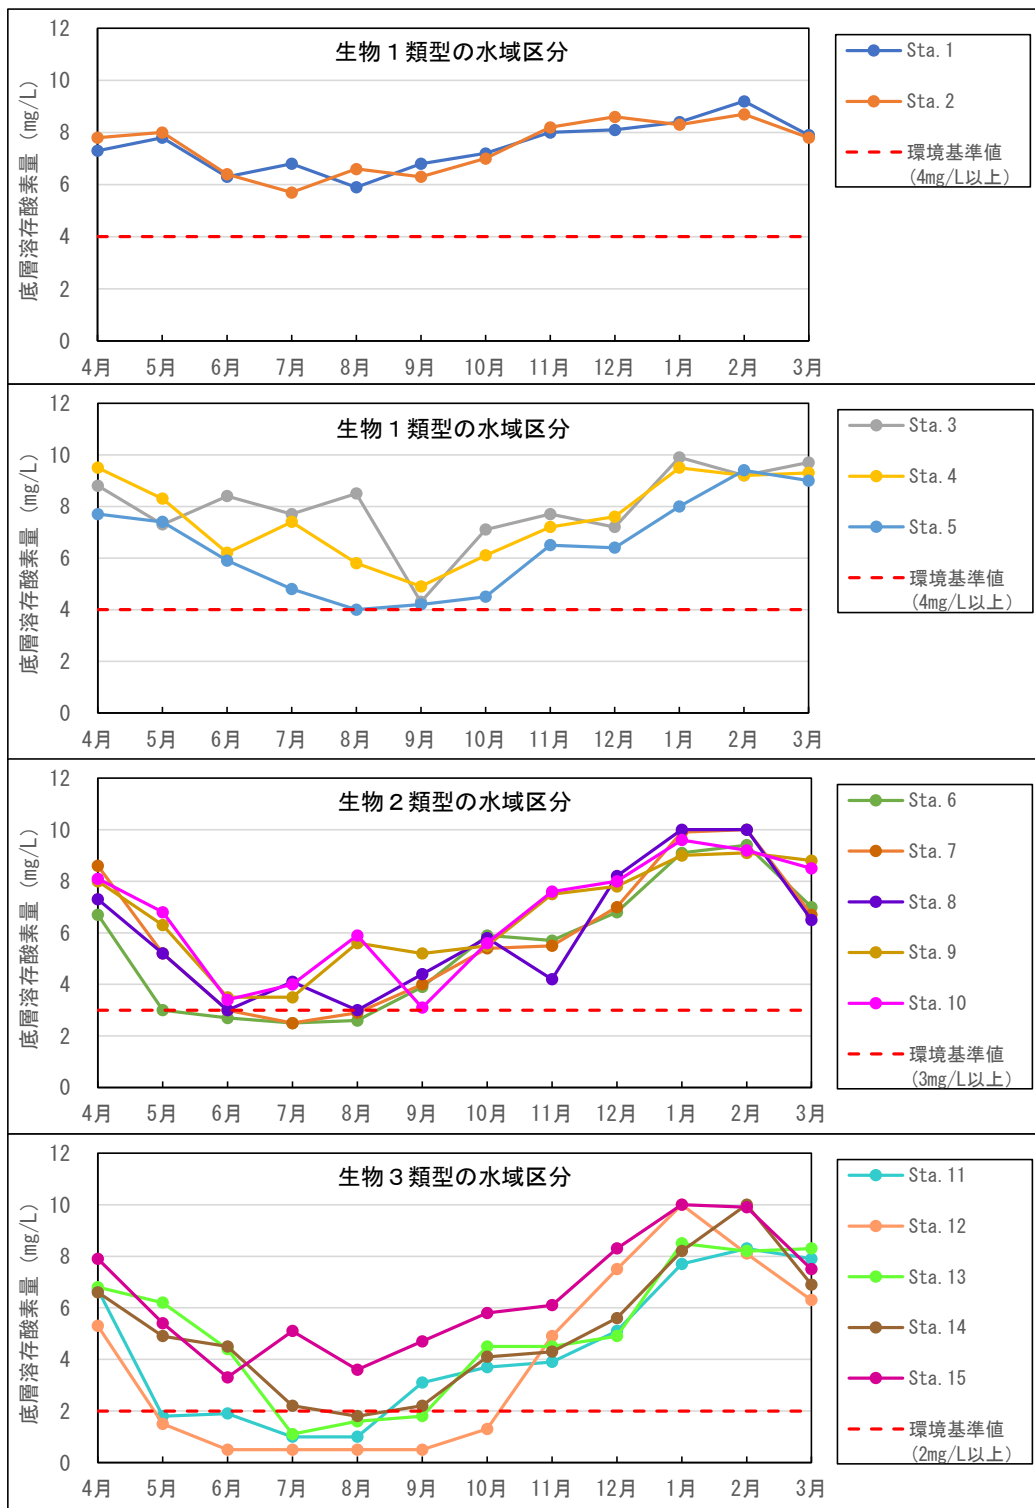 生物１類型の水域区分
底層溶存酸素量 (mg/L)
12
10
8
6
4
2
0
4月 5月 6月 7月 8月 9月 10月 11月 12月 1月 2月 3月
Sta.1
Sta.2
環境基準値
(4mg/L以上)
生物１類型の水域区分
底層溶存酸素量 (mg/L)
12
10
8
6
4
2
0
4月 5月 6月 7月 8月 9月 10月 11月 12月 1月 2月 3月
Sta.3
Sta.4
Sta.5
環境基準値
(4mg/L以上)
生物２類型の水域区分
底層溶存酸素量 (mg/L)
12
10
8
6
4
2
0
4月 5月 6月 7月 8月 9月 10月 11月 12月 1月 2月 3月
Sta.6
Sta.7
Sta.8
Sta.9
Sta.10
環境基準値
(3mg/L以上)
生物３類型の水域区分
底層溶存酸素量 (mg/L)
12
10
8
6
4
2
0
4月 5月 6月 7月 8月 9月 10月 11月 12月 1月 2月 3月
Sta.11
Sta.12
Sta.13
Sta.14
Sta.15
環境基準値
(2mg/L以上)